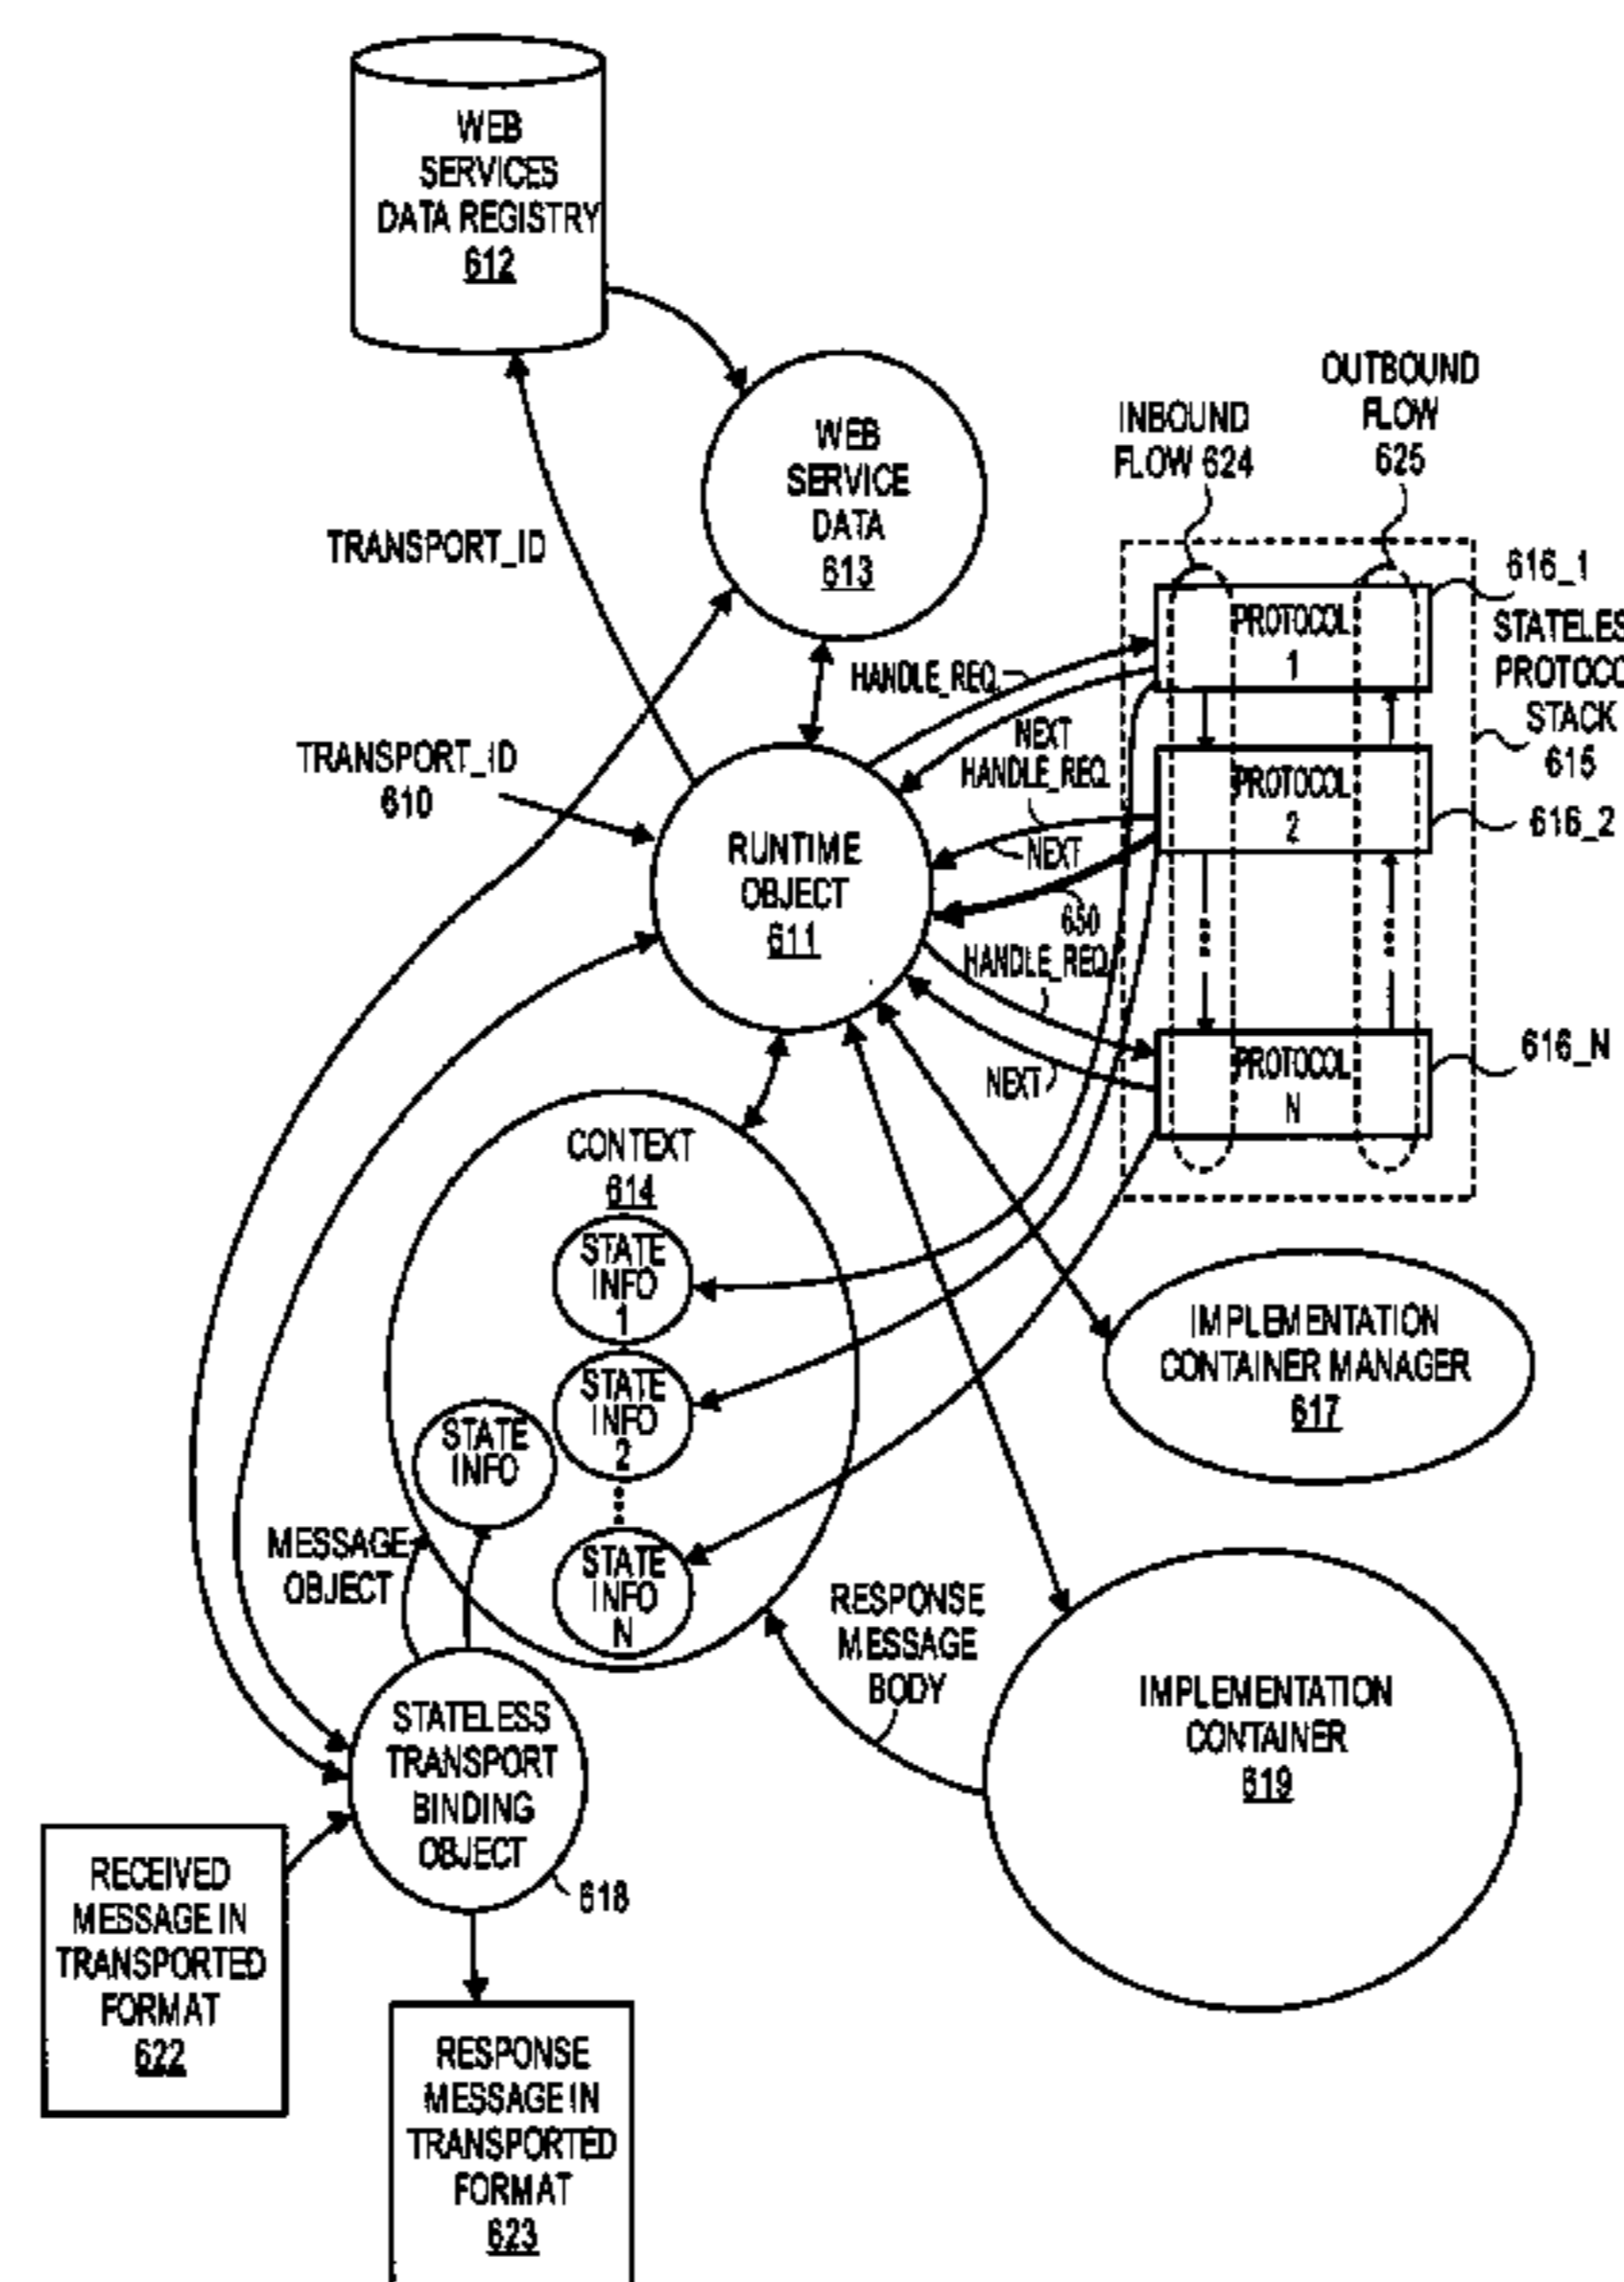 WEB
SERVICES
DATA REGISTRY
612
WEB
SERVICE
DATA
613
OUTBOUND
FLOW
625
INBOUND
FLOW 624
TRANSPORT_ID
616_1
PROTOCOL
1
STATELES
PROTOCO
STACK
615
HANDLE_REQ.
NEXT
HANDLE_REQ.
TRANSPORT_ID
610
PROTOCOL
2
616_2
NEXT
RUNTIME
OBJECT
611
650
HANDLE_REQ.
616_N
PROTOCOL
N
NEXT
CONTEXT
614
STATE
INFO
1
STATE
INFO
2
STATE
INFO
STATE
INFO
N
IMPLEMENTATION
CONTAINER MANAGER
617
MESSAGE
OBJECT
RESPONSE
MESSAGE
BODY
IMPLEMENTATION
CONTAINER
619
STATELESS
TRANSPORT
BINDING
OBJECT
618
RECEIVED
MESSAGE IN
TRANSPORTED
FORMAT
622
RESPONSE
MESSAGE IN
TRANSPORTED
FORMAT
623